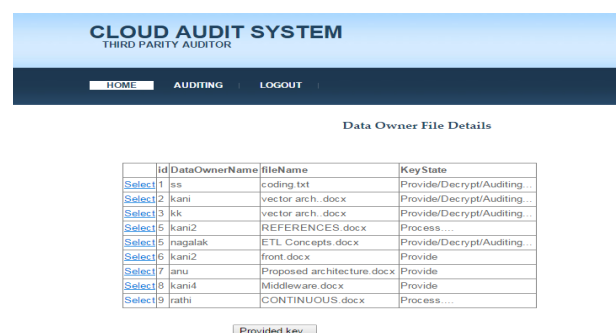 CLOUD AUDIT SYSTEM
THIRD PARITY AUDITOR
HOME AUDITING LOGOUT
Data Owner File Details
id DataOwnerName fileName KeyState
Select 1 ss coding.txt Provide/Decrypt/Auditing...
Select 2 kani vector arch..docx Provide/Decrypt/Auditing...
Select 3 kk vector arch..docx Provide/Decrypt/Auditing...
Select 5 kani2 REFERENCES.docx Process....
Select 5 nagalak ETL Concepts.docx Provide/Decrypt/Auditing...
Select 6 kani2 front.docx Provide
Select 7 anu Proposed architecture.docx Provide
Select 8 kani4 Middleware.docx Provide
Select 9 rathi CONTINUOUS.docx Process....
Provided key...